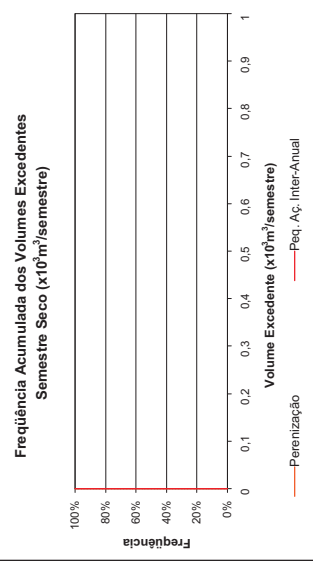 Freqüência Acumulada dos Volumes Excedentes
Semestre Seco (x10³m³/semestre)
Freqüência
100%
80%
60%
40%
20%
0%
0
0,1
0,2
0,3
0,4
0,5
0,6
0,7
0,8
0,9
1
Volume Excedente (x10³m³/semestre)
Perenização
Peq. Aç. Inter-Anual